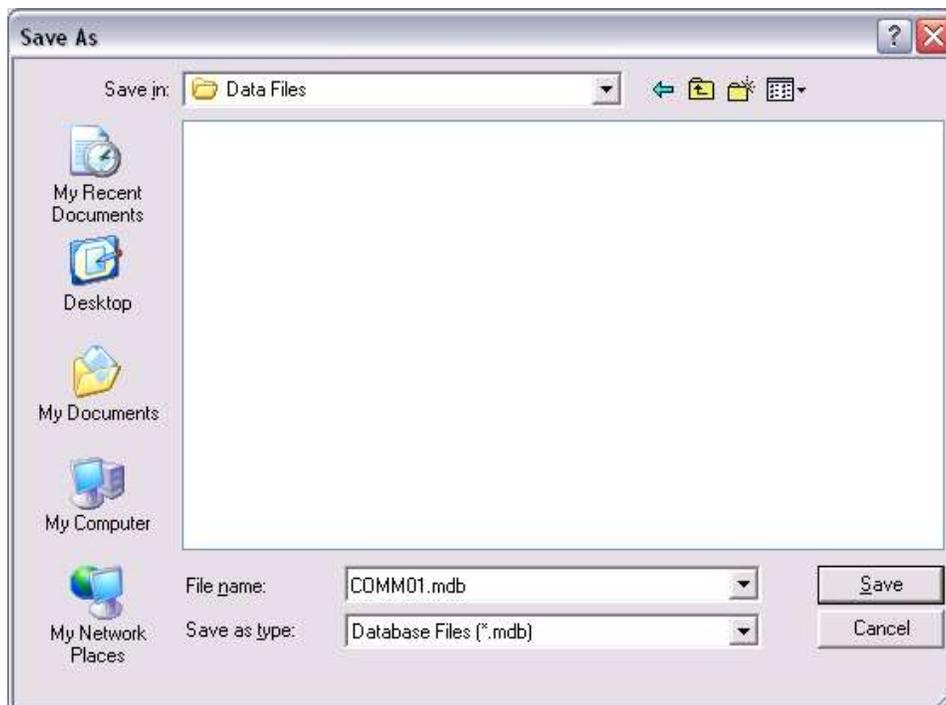 Save As
Save in:
Data Files
My Recent
Documents
Desktop
My Documents
My Computer
My Network
Places
File name:
COMM01.mdb
Save
Save as type:
Database Files (*.mdb)
Cancel